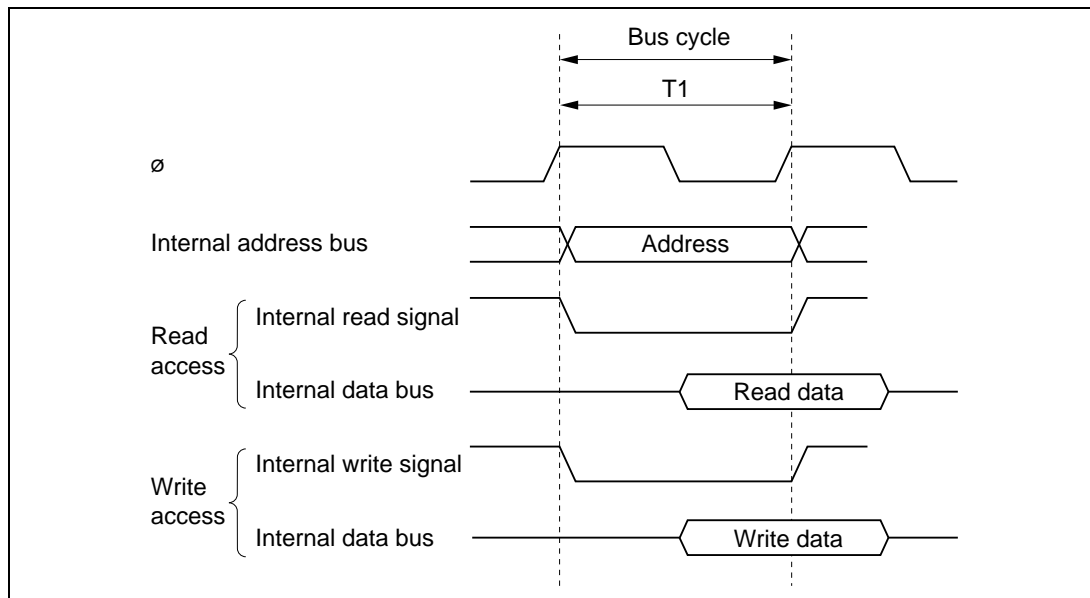 Bus cycle
T1
ø
Internal address bus
Address
Read
access
Internal read signal
Internal data bus
Read data
Write
access
Internal write signal
Internal data bus
Write data